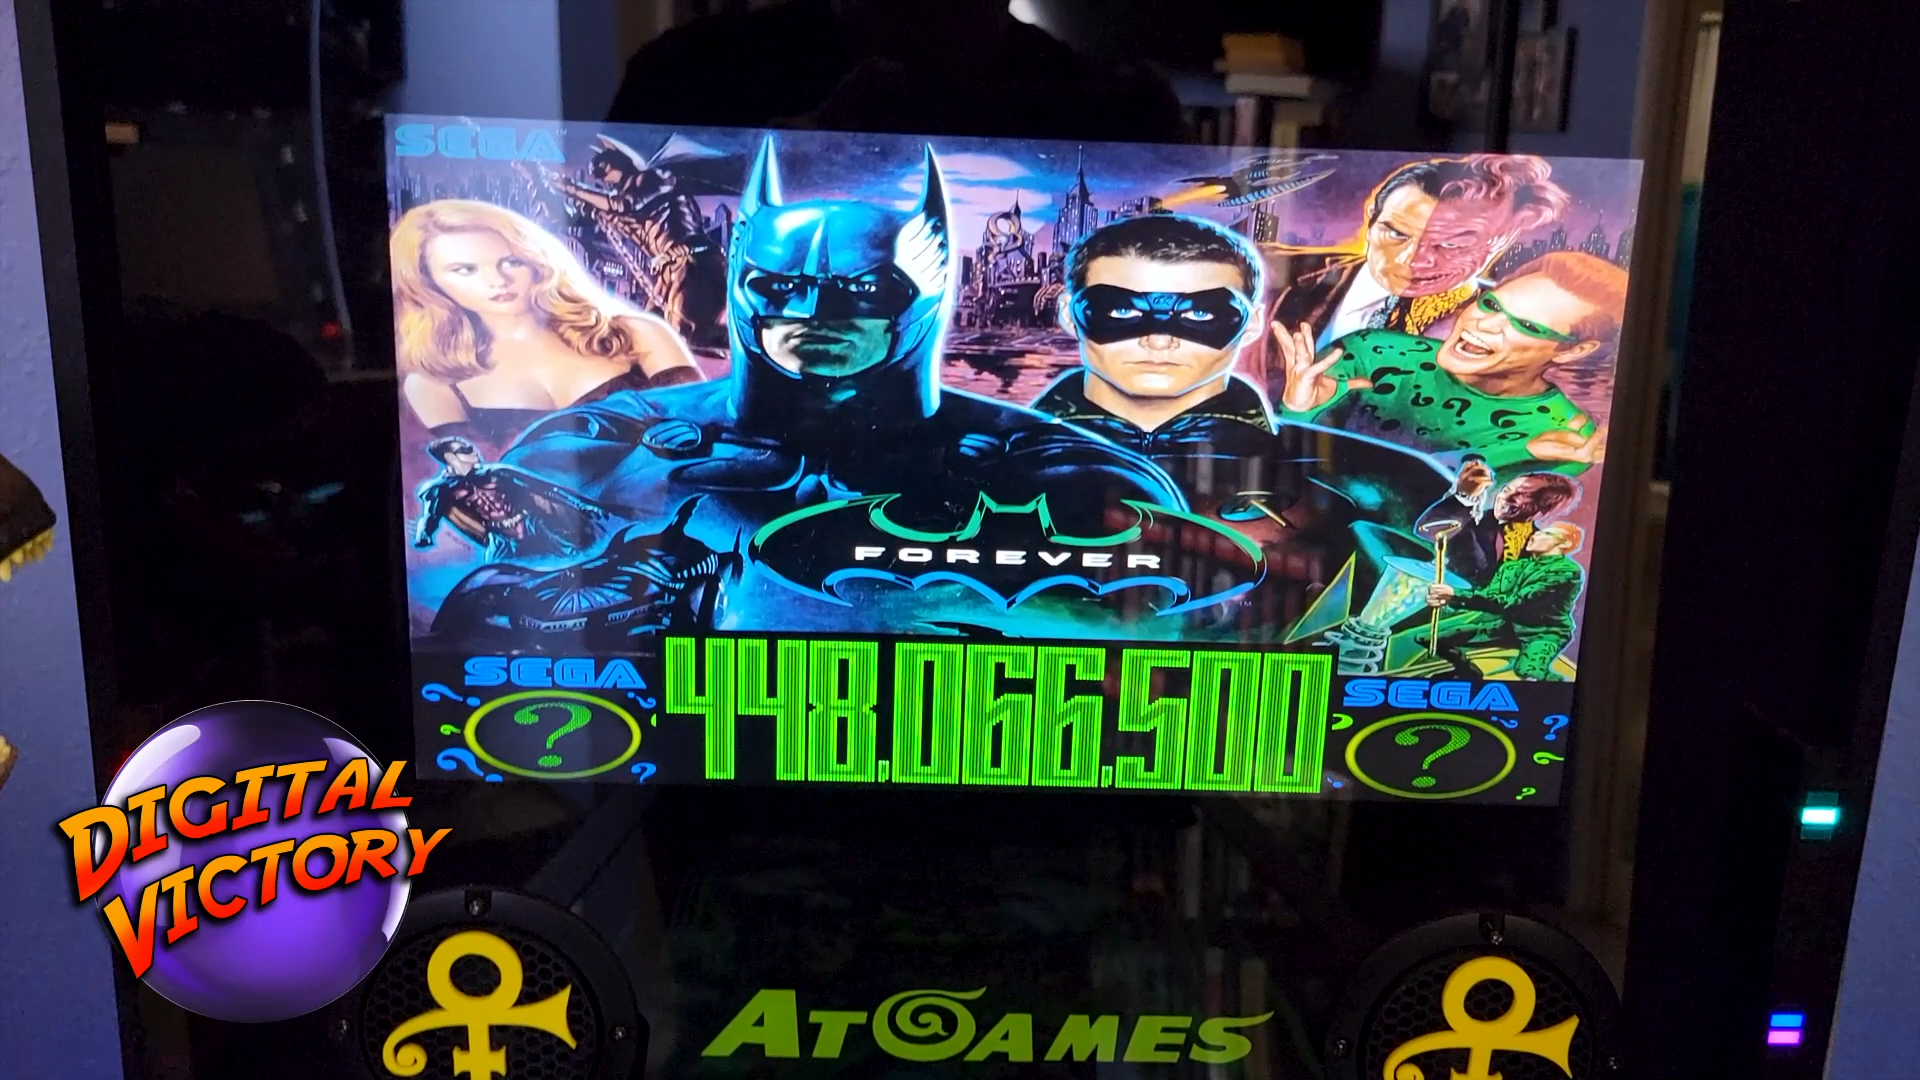 SEGA
FOREVER
448,066,500
SEGA
SEGA
DIGITAL
VICTORY
ATGAMES